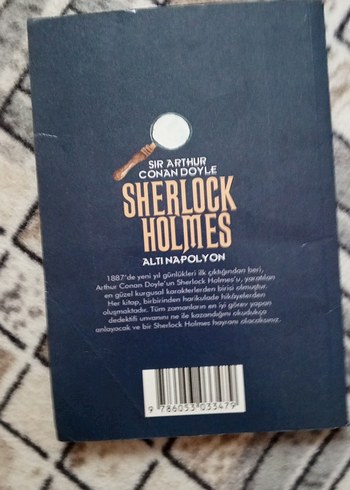 SIR ARTHUR
CONAN DOYLE
SHERLOCK
HOLMES
ALTI NAPOLYON
1887'de yeni yıl günlükleri ilk çıktığından beri,
Arthur Conan Doyle'un Sherlock Holmes'u, yaratılan
en güzel kurgusal karakterlerden birisi olmuştur.
Her kitap, birbirinden harikulade hikâyelerden
oluşmaktadır. Tüm zamanların en iyi görev yapan
dedektifi unvanını ne ile kazandığını okudukça
anlayacak ve bir Sherlock Holmes hayranı olacaksınız.
9 786053 033479